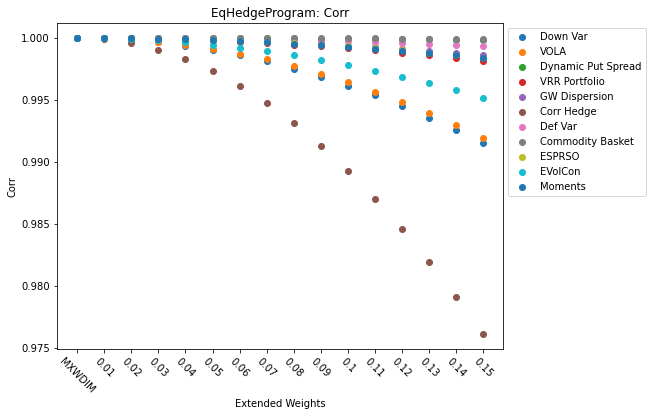 EqHedgeProgram: Corr
1.000
0.995
0.990
0.985
0.980
0.975
Corr
MXWDIM
0.01
0.02
0.03
0.04
0.05
0.06
0.07
0.08
0.09
0.1
0.11
0.12
0.13
0.14
0.15
Extended Weights
Down Var
VOLA
Dynamic Put Spread
VRR Portfolio
GW Dispersion
Corr Hedge
Def Var
Commodity Basket
ESPRSO
EVolCon
Moments